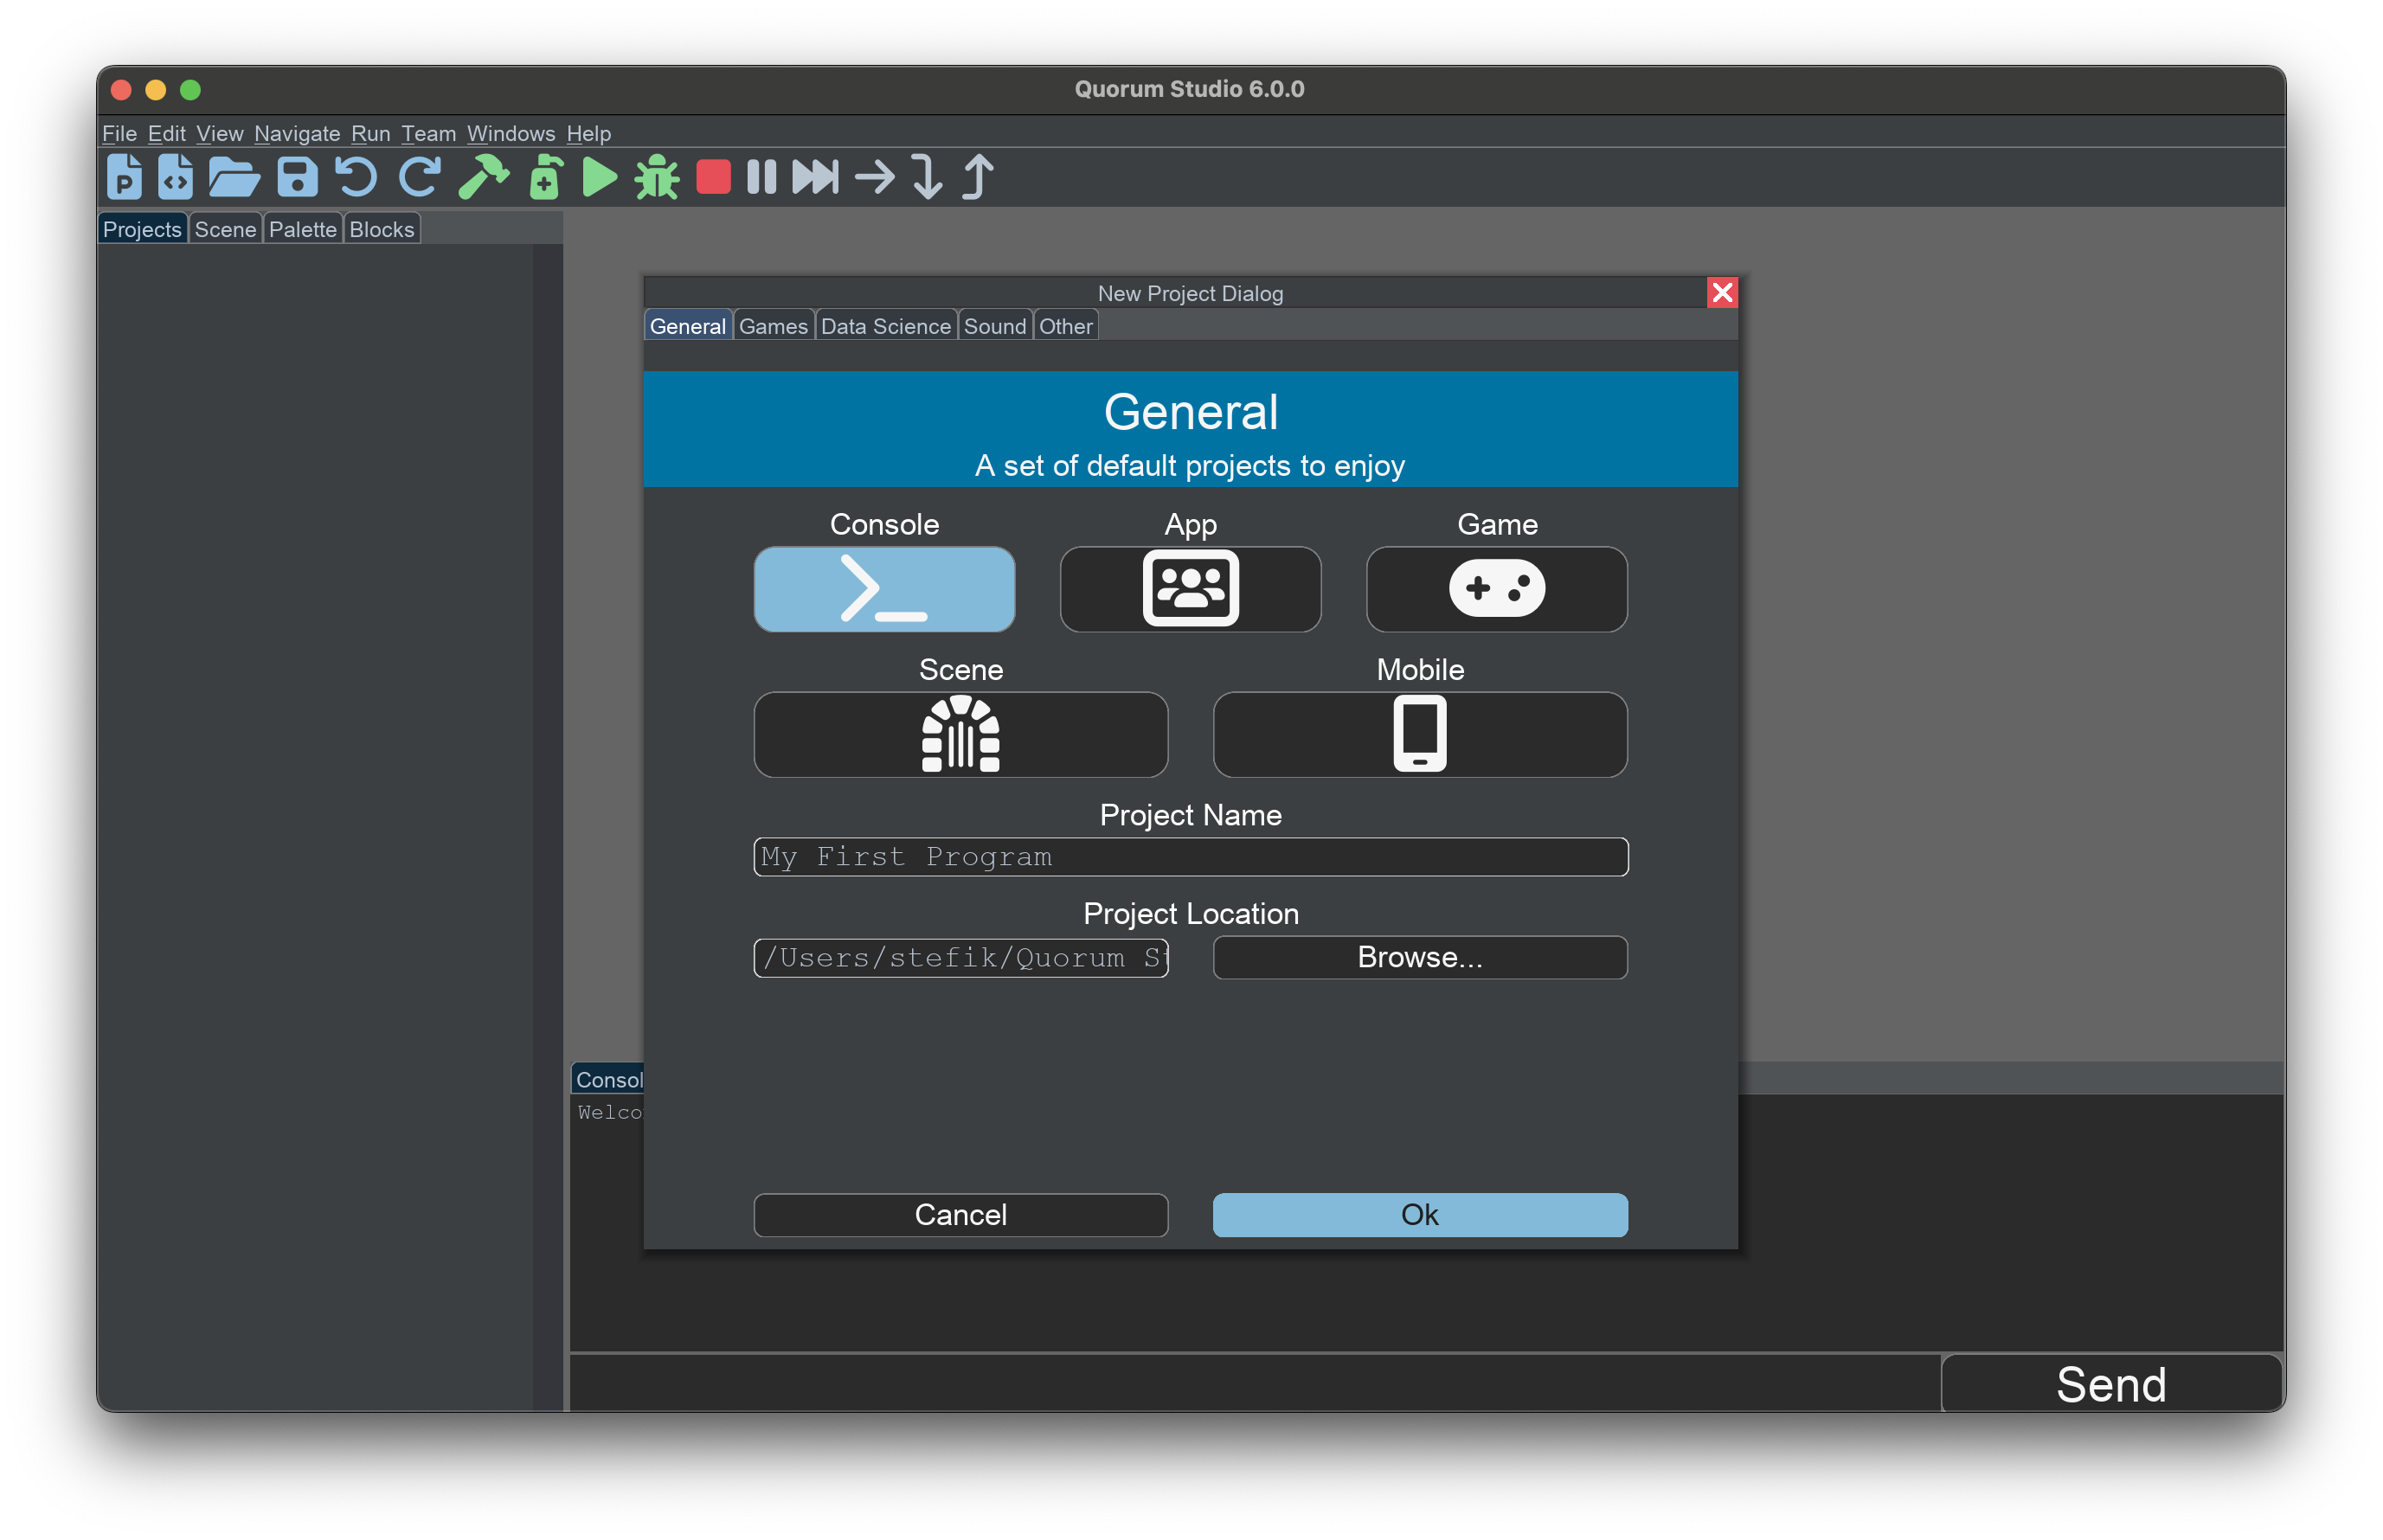 Quorum Studio 6.0.0
File Edit View Navigate Run Team Windows Help
P
Projects Scene Palette Blocks
New Project Dialog
General Games Data Science Sound Other
General
A set of default projects to enjoy
Console App Game
Scene Mobile
Project Name
My First Program
Project Location
/Users/stefik/Quorum Browse...
Cancel Ok
Send